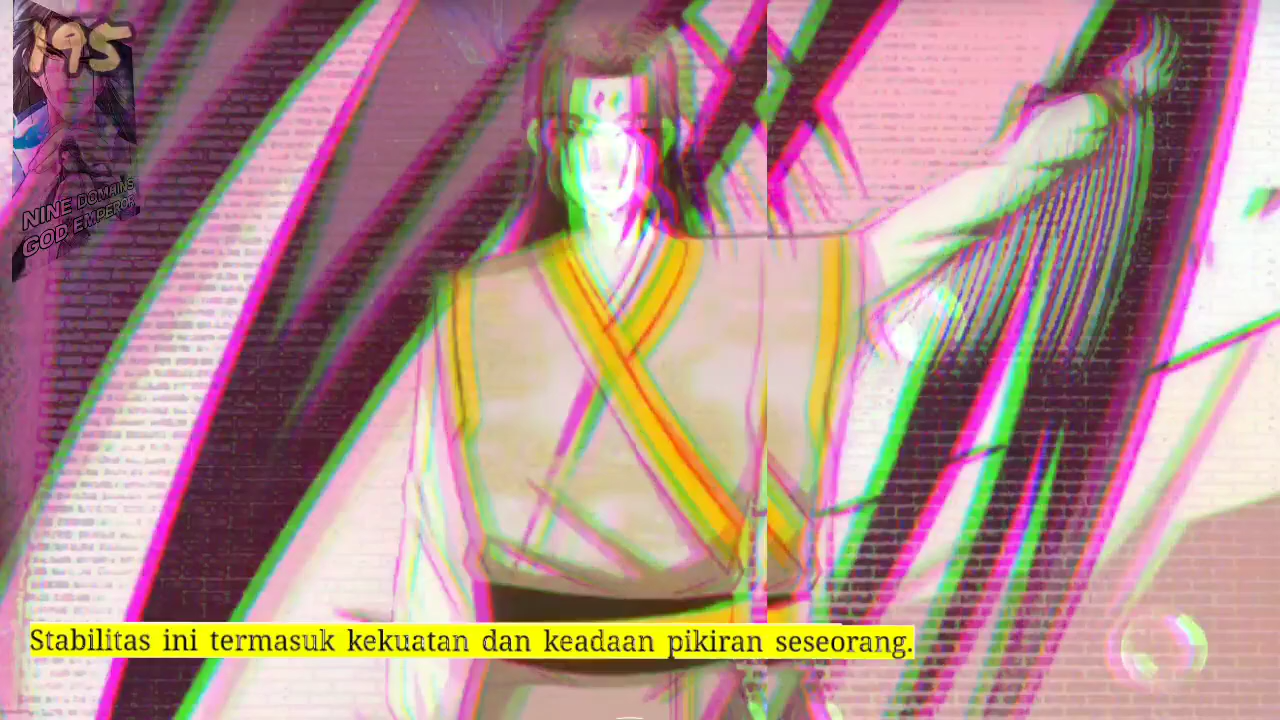 195
NINE DOMAINS
GOD EMPEROR
Stabilitas ini termasuk kekuatan dan keadaan pikiran seseorang.